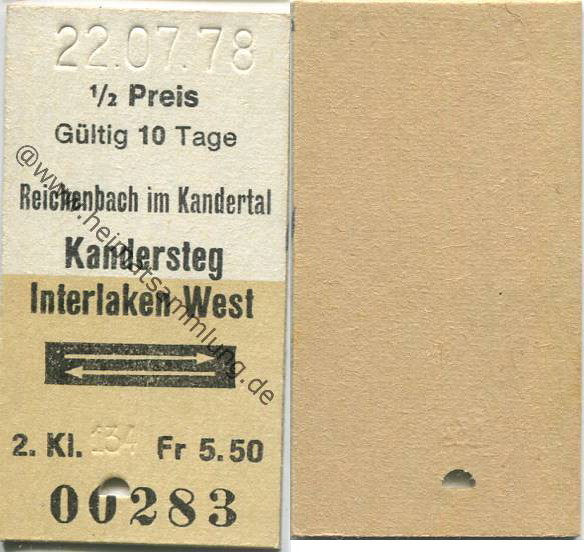 22.07.78
1/2 Preis
Gültig 10 Tage
Reichenbach im Kandertal
Kandersteg
Interlaken West
2. Kl. 134 Fr 5.50
00283
@www.heimatsammlung.de